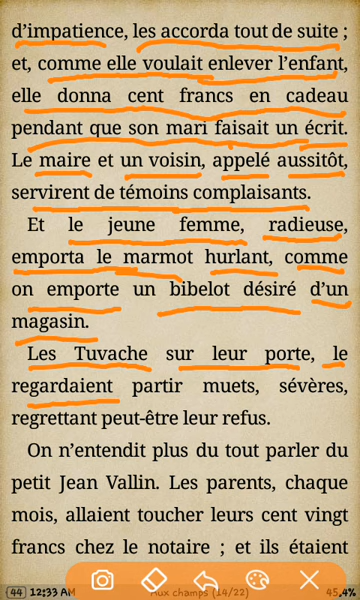 d’impatience, les accorda tout de suite ;
et, comme elle voulait enlever l’enfant,
elle donna cent francs en cadeau
pendant que son mari faisait un écrit.
Le maire et un voisin, appelé aussitôt,
servirent de témoins complaisants.
Et le jeune femme, radieuse,
emporta le marmot hurlant, comme
on emporte un bibelot désiré d’un
magasin.
Les Tuvache sur leur porte, le
regardaient partir muets, sévères,
regrettant peut-être leur refus.
On n’entendit plus du tout parler du
petit Jean Vallin. Les parents, chaque
mois, allaient toucher leurs cent vingt
francs chez le notaire ; et ils étaient
44 12:33 AM Aux champs (14/22) 45,4%